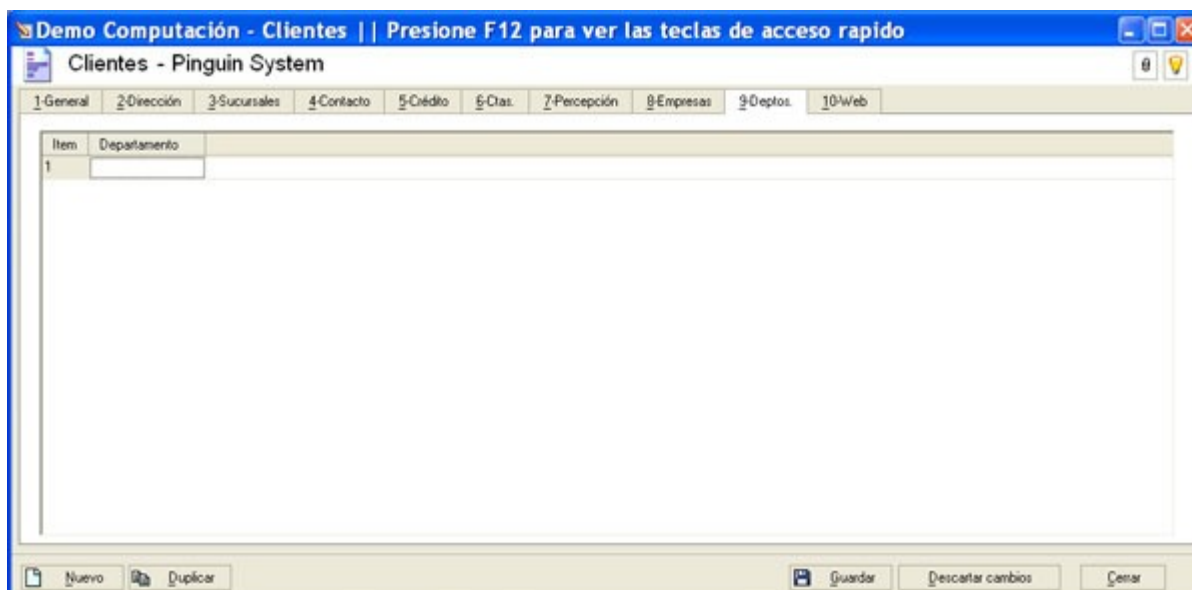 Demo Computación - Clientes || Presione F12 para ver las teclas de acceso rapido
Clientes - Pinguin System
1-General 2-Dirección 3-Sucursales 4-Contacto 5-Crédito 6-Ctas. 7-Percepción 8-Empresas 9-Deptos. 10-Web
Item Departamento
1
Nuevo Duplicar Guardar Descartar cambios Cerrar